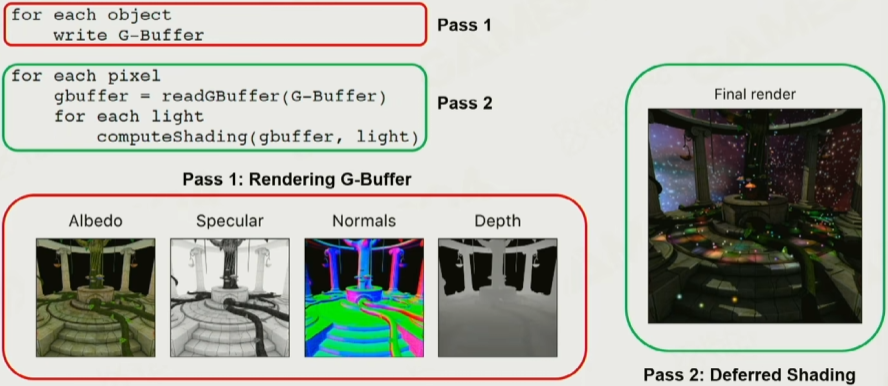 for each object
    write G-Buffer
Pass 1
for each pixel
    gbuffer = readGBuffer(G-Buffer)
    for each light
        computeShading(gbuffer, light)
Pass 2
Pass 1: Rendering G-Buffer
Albedo
Specular
Normals
Depth
Final render
Pass 2: Deferred Shading